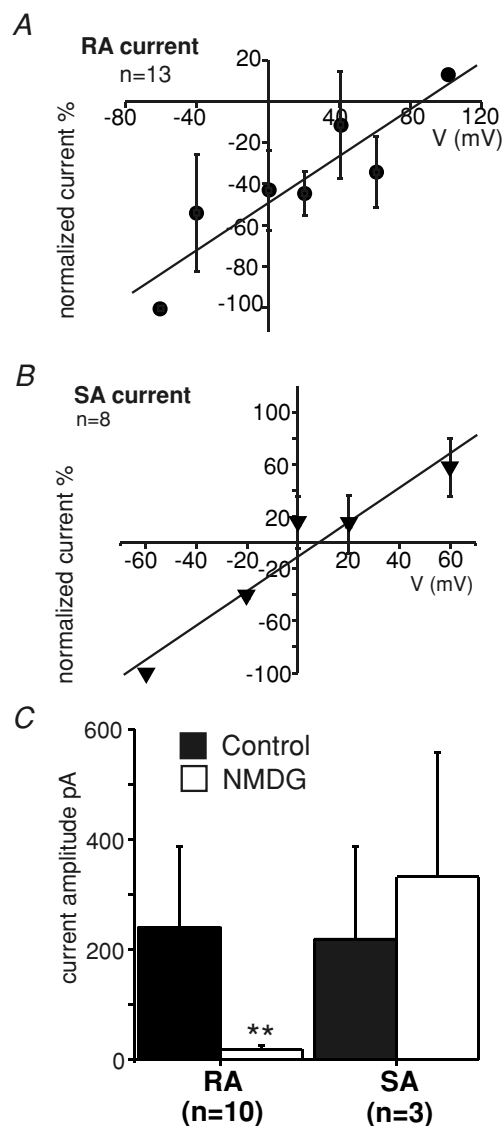 A
RA current
n=13
normalized current %
20
-80 -40 40 80 120
V (mV)
-20
-40
-60
-80
-100
B
SA current
n=8
normalized current %
100
60
20
-60 -40 -20 20 40 60
V (mV)
-20
-60
-100
C
Control
NMDG
current amplitude pA
600
400
200
0
**
RA SA
(n=10) (n=3)